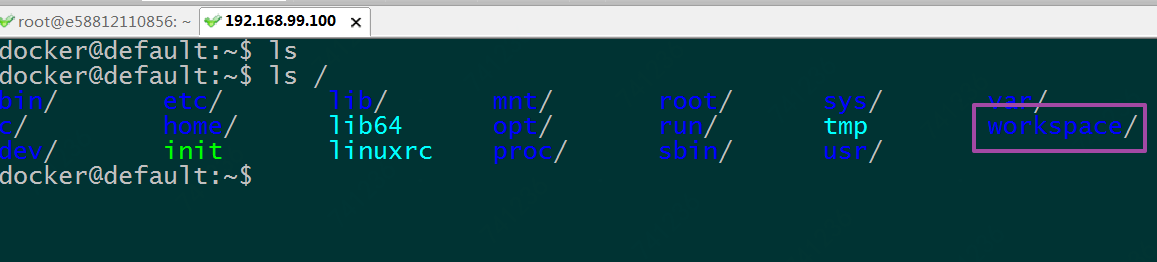 root@e58812110856: ~ 192.168.99.100
docker@default:~$ ls
docker@default:~$ ls /
bin/ etc/ lib/ mnt/ root/ sys/ var/
c/ home/ lib64 opt/ run/ tmp workspace/
dev/ init linuxrc proc/ sbin/ usr/
docker@default:~$